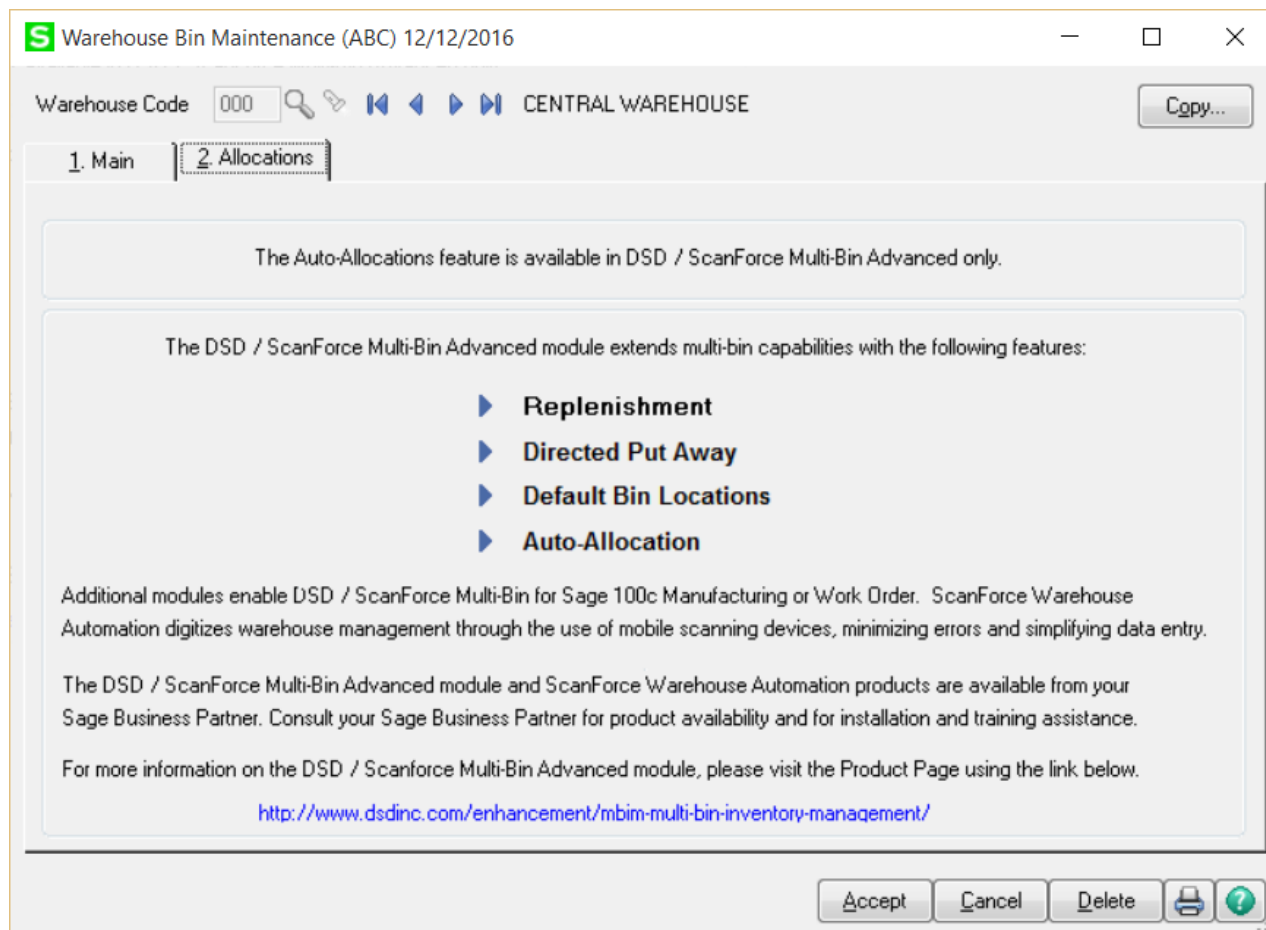 S Warehouse Bin Maintenance (ABC) 12/12/2016
Warehouse Code 000 CENTRAL WAREHOUSE Copy...
1. Main 2. Allocations
The Auto-Allocations feature is available in DSD / ScanForce Multi-Bin Advanced only.
The DSD / ScanForce Multi-Bin Advanced module extends multi-bin capabilities with the following features:
Replenishment
Directed Put Away
Default Bin Locations
Auto-Allocation
Additional modules enable DSD / ScanForce Multi-Bin for Sage 100c Manufacturing or Work Order. ScanForce Warehouse
Automation digitizes warehouse management through the use of mobile scanning devices, minimizing errors and simplifying data entry.
The DSD / ScanForce Multi-Bin Advanced module and ScanForce Warehouse Automation products are available from your
Sage Business Partner. Consult your Sage Business Partner for product availability and for installation and training assistance.
For more information on the DSD / Scanforce Multi-Bin Advanced module, please visit the Product Page using the link below.
http://www.dsdinc.com/enhancement/mbim-multi-bin-inventory-management/
Accept Cancel Delete ?